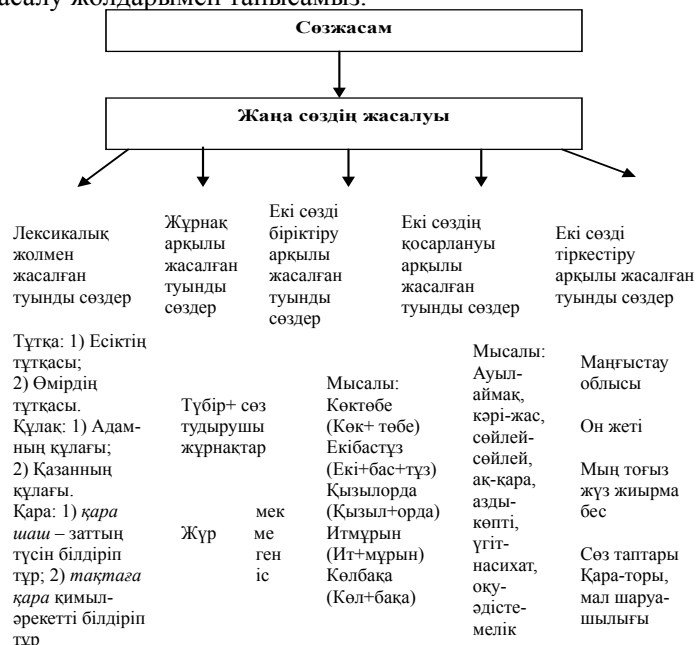 асалу жолдарымен танысамыз.
Сөзжасам
Жаңа сөздің жасалуы
Лексикалық
жолмен
жасалған
туынды сөздер
Жұрнақ
арқылы
жасалған
туынды
сөздер
Екі сөзді
біріктіру
арқылы
жасалған
туынды
сөздер
Екі сөздің
қосарлануы
арқылы
жасалған
туынды сөздер
Екі сөзді
тіркестіру
арқылы жасалған
туынды сөздер
Тұтқа: 1) Есіктің
тұтқасы;
2) Өмірдің
тұтқасы.
Құлақ: 1) Адам-
ның құлағы;
2) Қазанның
құлағы.
Қара: 1) қара
шаш – заттың
түсін білдіріп
тұр; 2) тақтаға
қара қимыл-
әрекетті білдіріп
тұр
Түбір+ сөз
тудырушы
жұрнақтар
мек
Жүр ме
ген
іс
Мысалы:
Көктөбе
(Көк+ төбе)
Екібастұз
(Екі+бас+тұз)
Қызылорда
(Қызыл+орда)
Итмұрын
(Ит+мұрын)
Көлбақа
(Көл+бақа)
Мысалы:
Ауыл-
аймақ,
кәрі-жас,
сөйлей-
сөйлей,
ақ-қара,
азды-
көпті,
үгіт-
насихат,
оқу-
әдісте-
мелік
Маңғыстау
облысы
Он жеті
Мың тоғыз
жүз жиырма
бес
Сөз таптары
Қара-торы,
мал шаруа-
шылығы